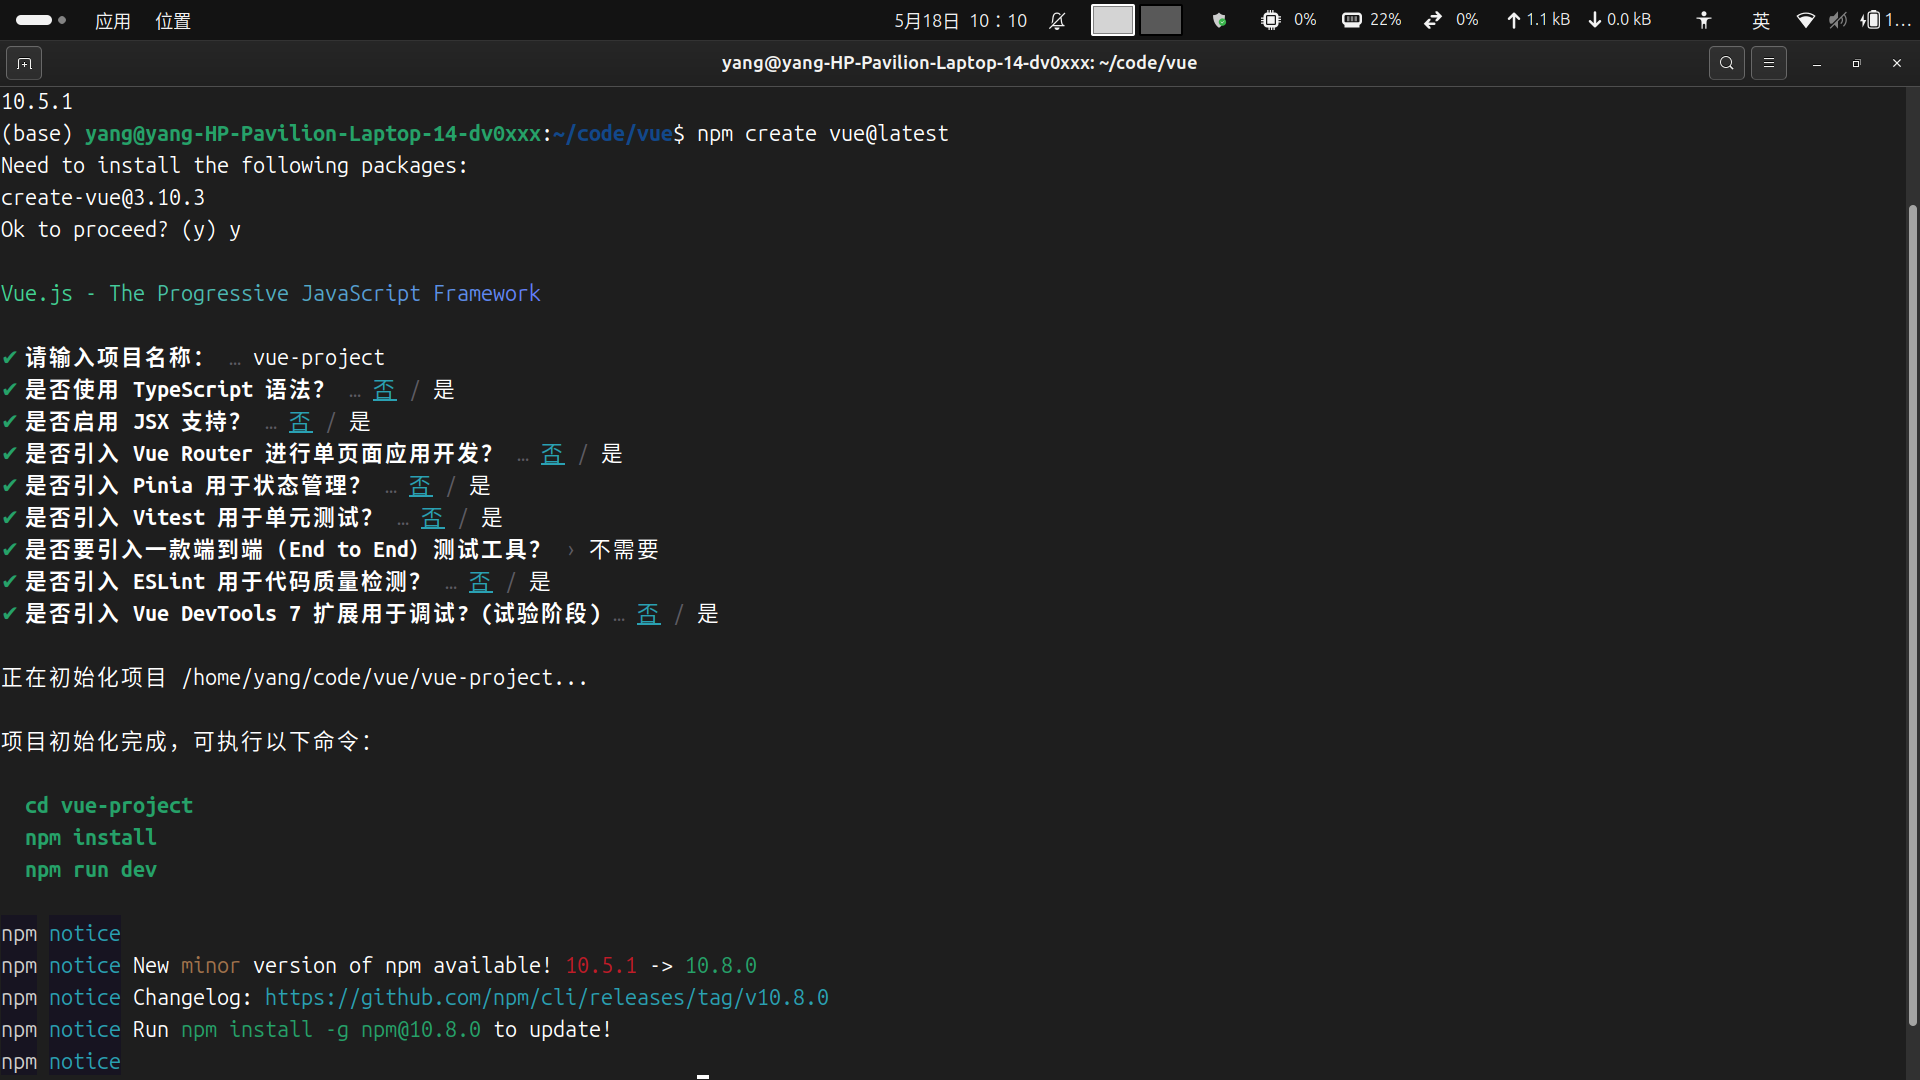 应用 位置 5月18日 10：10 0% 22% 0% 1.1 kB 0.0 kB 英 1...
yang@yang-HP-Pavilion-Laptop-14-dv0xxx: ~/code/vue
10.5.1
(base) yang@yang-HP-Pavilion-Laptop-14-dv0xxx:~/code/vue$ npm create vue@latest
Need to install the following packages:
create-vue@3.10.3
Ok to proceed? (y) y
Vue.js - The Progressive JavaScript Framework
✔ 请输入项目名称： … vue-project
✔ 是否使用 TypeScript 语法？ … 否 / 是
✔ 是否启用 JSX 支持？ … 否 / 是
✔ 是否引入 Vue Router 进行单页面应用开发？ … 否 / 是
✔ 是否引入 Pinia 用于状态管理？ … 否 / 是
✔ 是否引入 Vitest 用于单元测试？ … 否 / 是
✔ 是否要引入一款端到端（End to End）测试工具？ › 不需要
✔ 是否引入 ESLint 用于代码质量检测？ … 否 / 是
✔ 是否引入 Vue DevTools 7 扩展用于调试？(试验阶段) … 否 / 是
正在初始化项目 /home/yang/code/vue/vue-project...
项目初始化完成，可执行以下命令：
cd vue-project
npm install
npm run dev
npm notice
npm notice New minor version of npm available! 10.5.1 -> 10.8.0
npm notice Changelog: https://github.com/npm/cli/releases/tag/v10.8.0
npm notice Run npm install -g npm@10.8.0 to update!
npm notice